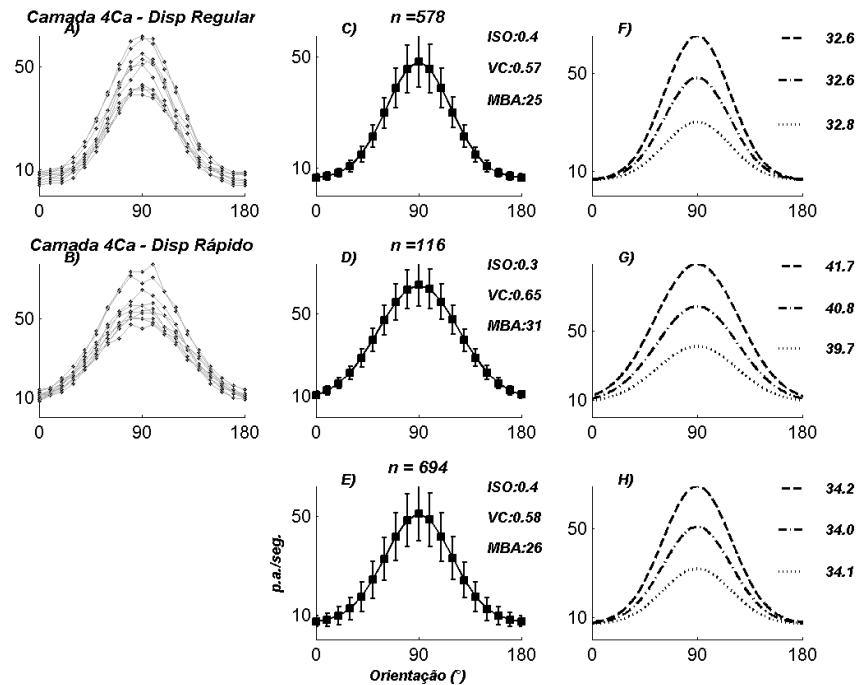 Camada 4Ca - Disp Regular
A)
50
10
0 90 180
n =578
C)
ISO:0.4
VC:0.57
MBA:25
50
10
0 90 180
F)
32.6
32.6
32.8
50
10
0 90 180
Camada 4Ca - Disp Rápido
B)
50
10
0 90 180
n =116
D)
ISO:0.3
VC:0.65
MBA:31
50
10
0 90 180
G)
41.7
40.8
39.7
50
10
0 90 180
n = 694
E)
ISO:0.4
VC:0.58
MBA:26
50
10
p.a./seg.
0 90 180
Orientação (°)
H)
34.2
34.0
34.1
50
10
0 90 180